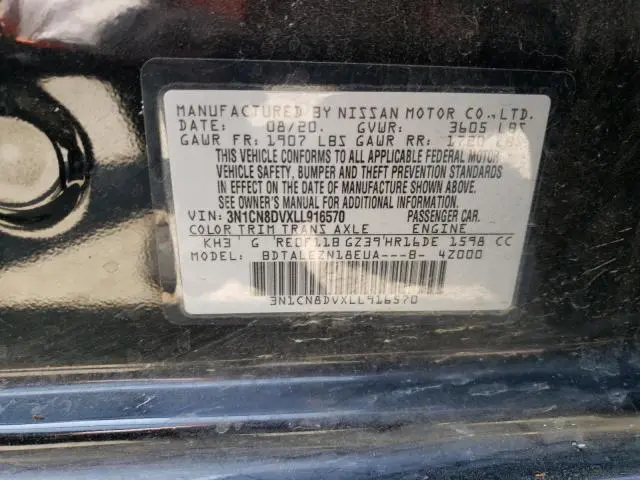 MANUFACTURED BY NISSAN MOTOR CO.,LTD.
DATE: 08/20. GVWR: 3605 LBS
GAWR FR: 1907 LBS GAWR RR: 1720 LBS
THIS VEHICLE CONFORMS TO ALL APPLICABLE FEDERAL MOTOR
VEHICLE SAFETY, BUMPER AND THEFT PREVENTION STANDARDS
IN EFFECT ON THE DATE OF MANUFACTURE SHOWN ABOVE.
SEE OWNER'S MANUAL FOR ADDITIONAL INFORMATION.
VIN: 3N1CN8DVXLL916570 PASSENGER CAR.
COLOR TRIM TRANS AXLE ENGINE
KH3 G RE0F11B GZ39 HR16DE 1598 CC
MODEL: BDTALEZN18EUA---B- 4Z000
3N1CN8DVXLL916570